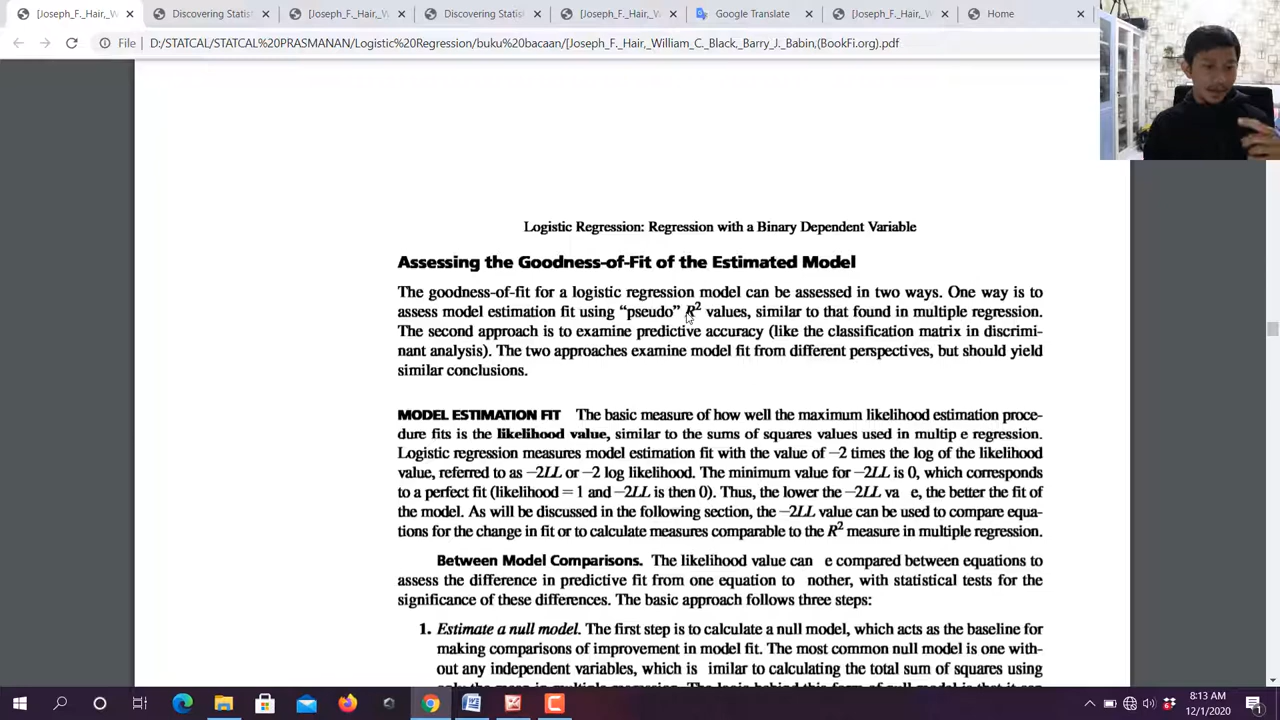 [Joseph_F._Hair,_W
Discovering Statis
[Joseph_F._Hair,_
Discovering Statis
[Joseph_F._Hair,_W
Google Translate
[Joseph_F._Hair,_W
Home
File D:/STATCAL/STATCAL%20PRASMANAN/Logistic%20Regression/buku%20bacaan/[Joseph_F._Hair,_William_C._Black,_Barry_J._Babin,(BookFi.org).pdf
Logistic Regression: Regression with a Binary Dependent Variable
Assessing the Goodness-of-Fit of the Estimated Model
The goodness-of-fit for a logistic regression model can be assessed in two ways. One way is to
assess model estimation fit using “pseudo” R² values, similar to that found in multiple regression.
The second approach is to examine predictive accuracy (like the classification matrix in discrimi-
nant analysis). The two approaches examine model fit from different perspectives, but should yield
similar conclusions.
MODEL ESTIMATION FIT The basic measure of how well the maximum likelihood estimation proce-
dure fits is the likelihood value, similar to the sums of squares values used in multip e regression.
Logistic regression measures model estimation fit with the value of −2 times the log of the likelihood
value, referred to as −2LL or −2 log likelihood. The minimum value for −2LL is 0, which corresponds
to a perfect fit (likelihood = 1 and −2LL is then 0). Thus, the lower the −2LL va e, the better the fit of
the model. As will be discussed in the following section, the −2LL value can be used to compare equa-
tions for the change in fit or to calculate measures comparable to the R² measure in multiple regression.
Between Model Comparisons. The likelihood value can e compared between equations to
assess the difference in predictive fit from one equation to nother, with statistical tests for the
significance of these differences. The basic approach follows three steps:
1. Estimate a null model. The first step is to calculate a null model, which acts as the baseline for
making comparisons of improvement in model fit. The most common null model is one with-
out any independent variables, which is imilar to calculating the total sum of squares using
8:13 AM
12/1/2020